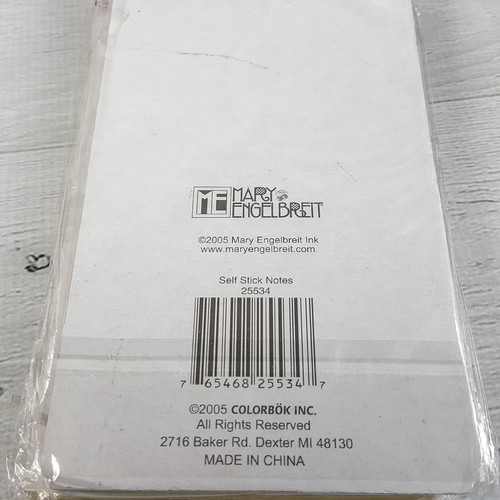 ME MARY
ENGELBREIT
©2005 Mary Engelbreit Ink
www.maryengelbreit.com
Self Stick Notes
25534
7 65468 25534 7
©2005 COLORBÖK INC.
All Rights Reserved
2716 Baker Rd. Dexter MI 48130
MADE IN CHINA